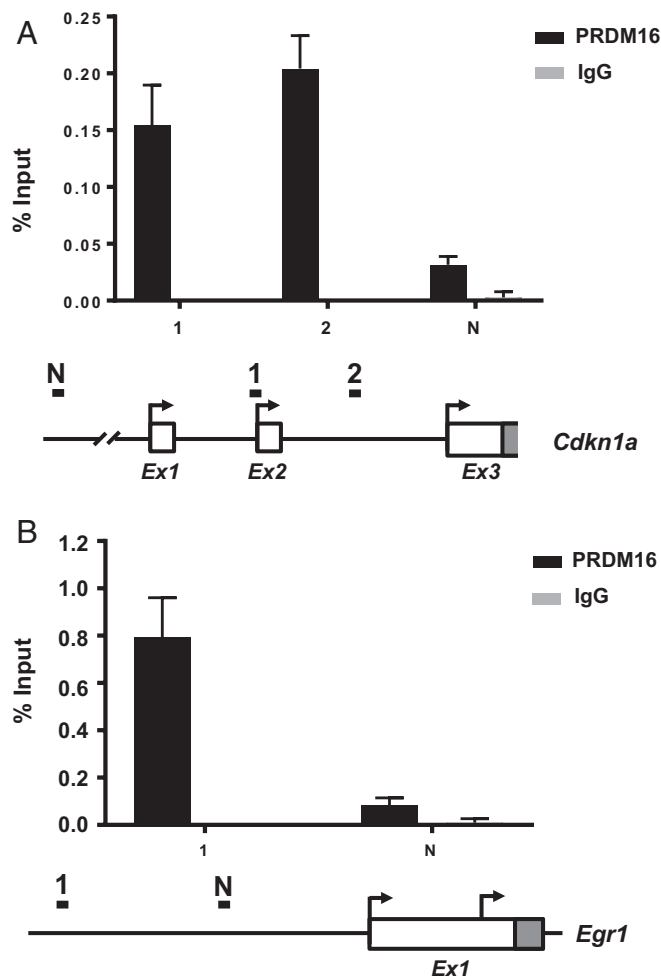 A
PRDM16
IgG
% Input
0.25
0.20
0.15
0.10
0.05
0.00
1 2 N
N 1 2
Ex1 Ex2 Ex3
Cdkn1a
B
PRDM16
IgG
% Input
1.2
1.0
0.8
0.6
0.4
0.2
0.0
1 N
1 N
Egr1
Ex1